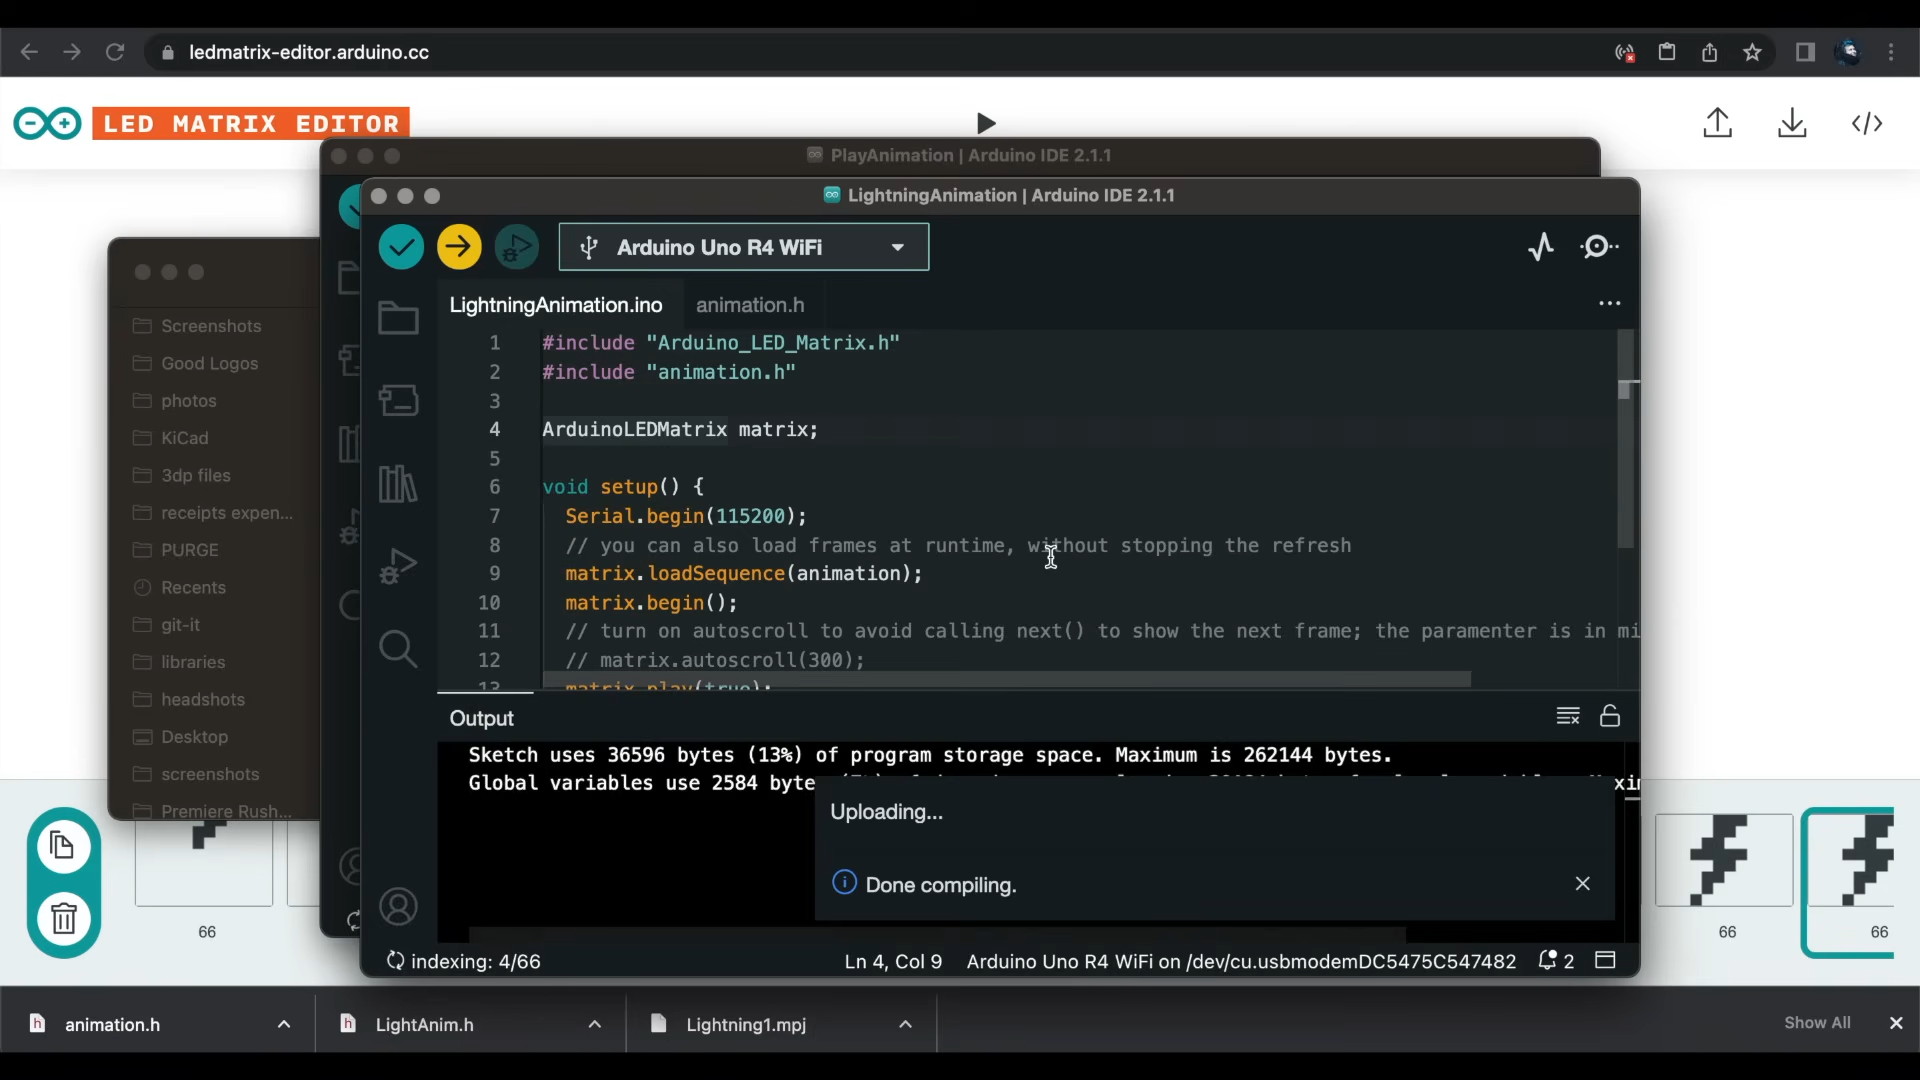 ledmatrix-editor.arduino.cc
LED MATRIX EDITOR
PlayAnimation | Arduino IDE 2.1.1
LightningAnimation | Arduino IDE 2.1.1
Arduino Uno R4 WiFi
LightningAnimation.ino
animation.h
1 #include "Arduino_LED_Matrix.h"
2 #include "animation.h"
3
4 ArduinoLEDMatrix matrix;
5
6 void setup() {
7 Serial.begin(115200);
8 // you can also load frames at runtime, without stopping the refresh
9 matrix.loadSequence(animation);
10 matrix.begin();
11 // turn on autoscroll to avoid calling next() to show the next frame; the paramenter is in mi
12 // matrix.autoscroll(300);
13 matrix.play(true);
Screenshots
Good Logos
photos
KiCad
3dp files
receipts expen...
PURGE
Recents
git-it
libraries
headshots
Desktop
screenshots
Premiere Rush...
Output
Sketch uses 36596 bytes (13%) of program storage space. Maximum is 262144 bytes.
Global variables use 2584 byte
Uploading...
Done compiling.
indexing: 4/66
Ln 4, Col 9
Arduino Uno R4 WiFi on /dev/cu.usbmodemDC5475C547482
2
66
66
66
animation.h
LightAnim.h
Lightning1.mpj
Show All